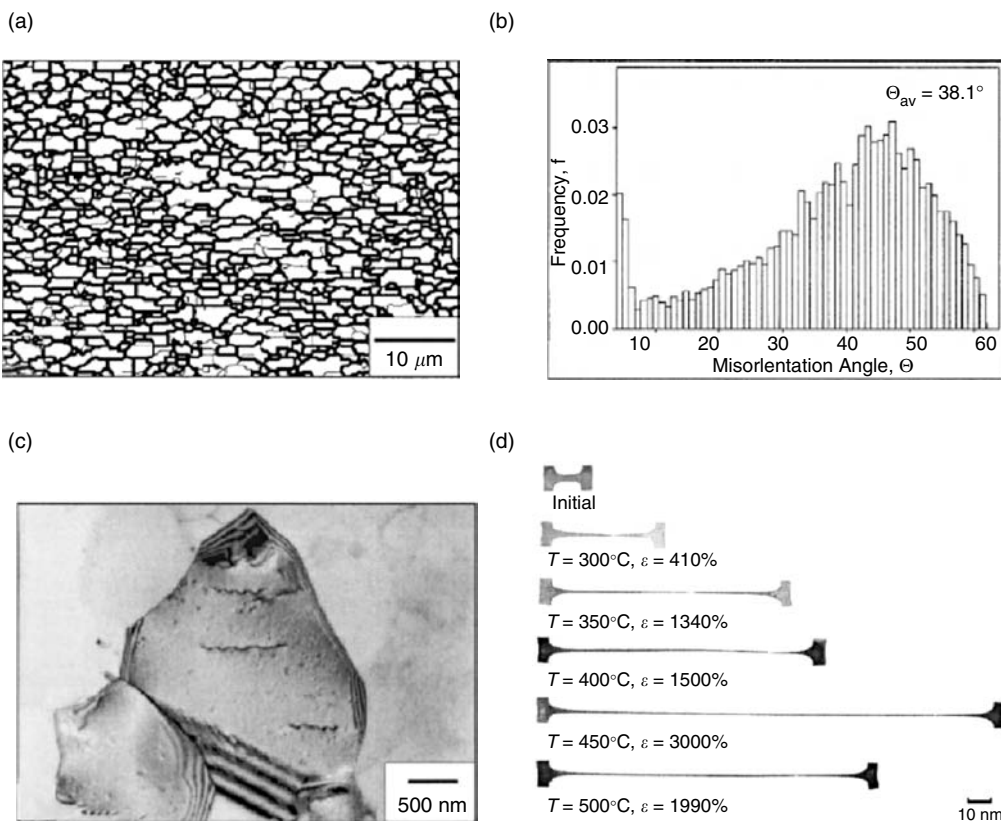 (a)
10 μm
(b)
Θav = 38.1°
0.03
0.02
0.01
0.00
Frequency, f
10 20 30 40 50 60
Misorlentation Angle, Θ
(c)
500 nm
(d)
Initial
T = 300°C, ε = 410%
T = 350°C, ε = 1340%
T = 400°C, ε = 1500%
T = 450°C, ε = 3000%
T = 500°C, ε = 1990%
10 nm